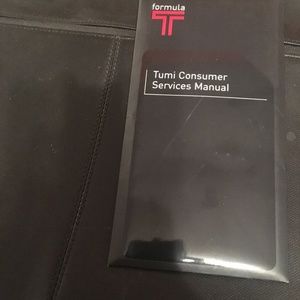 formula
T
Tumi Consumer
Services Manual